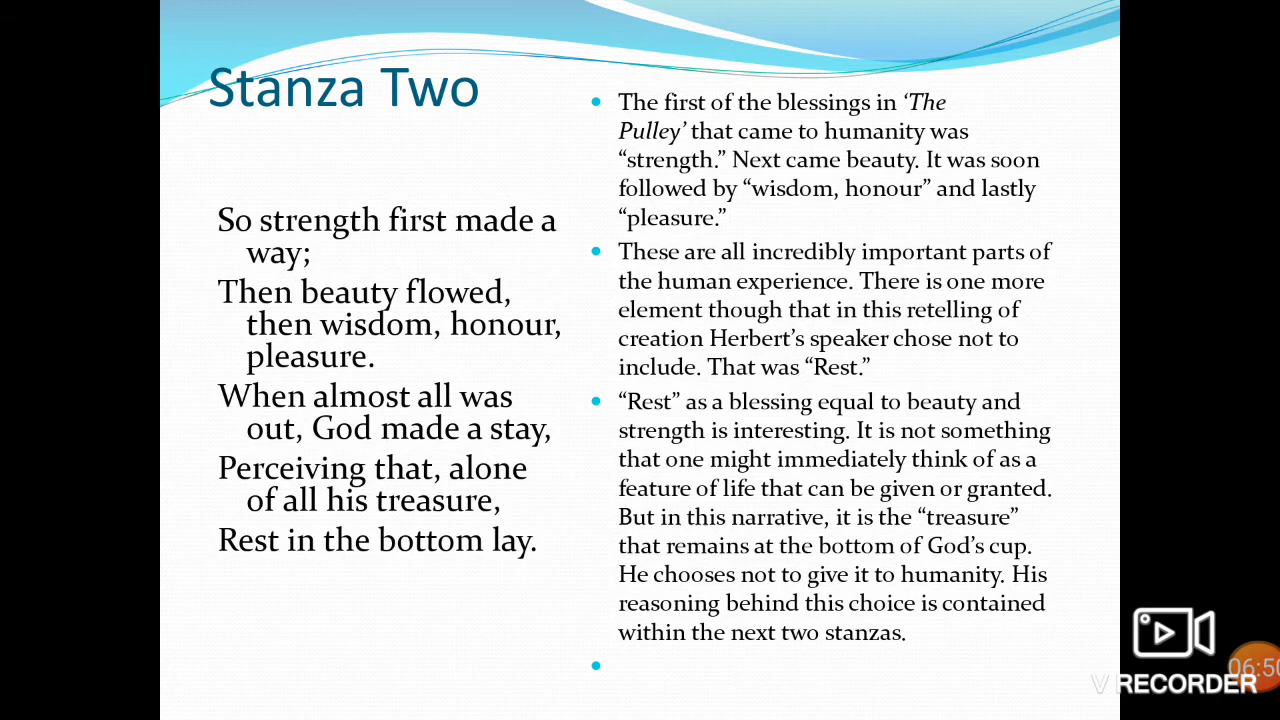 Stanza Two
So strength first made a
way;
Then beauty flowed,
then wisdom, honour,
pleasure.
When almost all was
out, God made a stay,
Perceiving that, alone
of all his treasure,
Rest in the bottom lay.
The first of the blessings in ‘The
Pulley’ that came to humanity was
“strength.” Next came beauty. It was soon
followed by “wisdom, honour” and lastly
“pleasure.”
These are all incredibly important parts of
the human experience. There is one more
element though that in this retelling of
creation Herbert’s speaker chose not to
include. That was “Rest.”
“Rest” as a blessing equal to beauty and
strength is interesting. It is not something
that one might immediately think of as a
feature of life that can be given or granted.
But in this narrative, it is the “treasure”
that remains at the bottom of God’s cup.
He chooses not to give it to humanity. His
reasoning behind this choice is contained
within the next two stanzas.
06:50
V RECORDER